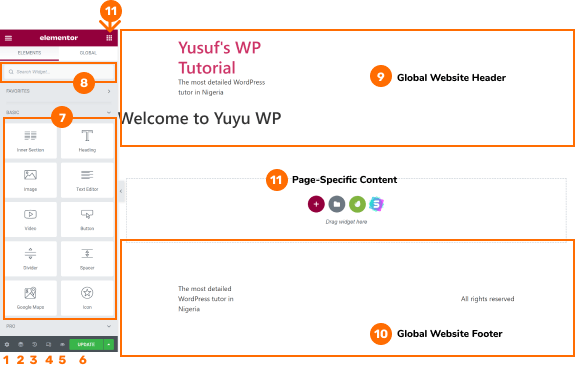 11
elementor
ELEMENTS
GLOBAL
Search Widget...
8
FAVORITES
BASIC
7
Inner Section
Heading
Image
Text Editor
Video
Button
Divider
Spacer
Google Maps
Icon
PRO
UPDATE
1 2 3 4 5 6
Yusuf's WP
Tutorial
The most detailed WordPress
tutor in Nigeria
9 Global Website Header
Welcome to Yuyu WP
11 Page-Specific Content
Drag widget here
The most detailed
WordPress tutor in
Nigeria
All rights reserved
10 Global Website Footer